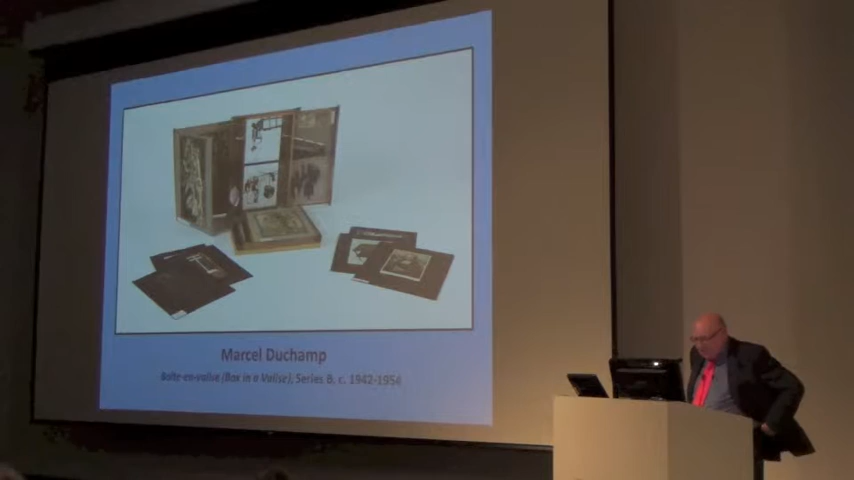 Marcel Duchamp
Boîte-en-valise (Box in a Valise), Series B, c. 1942-1954